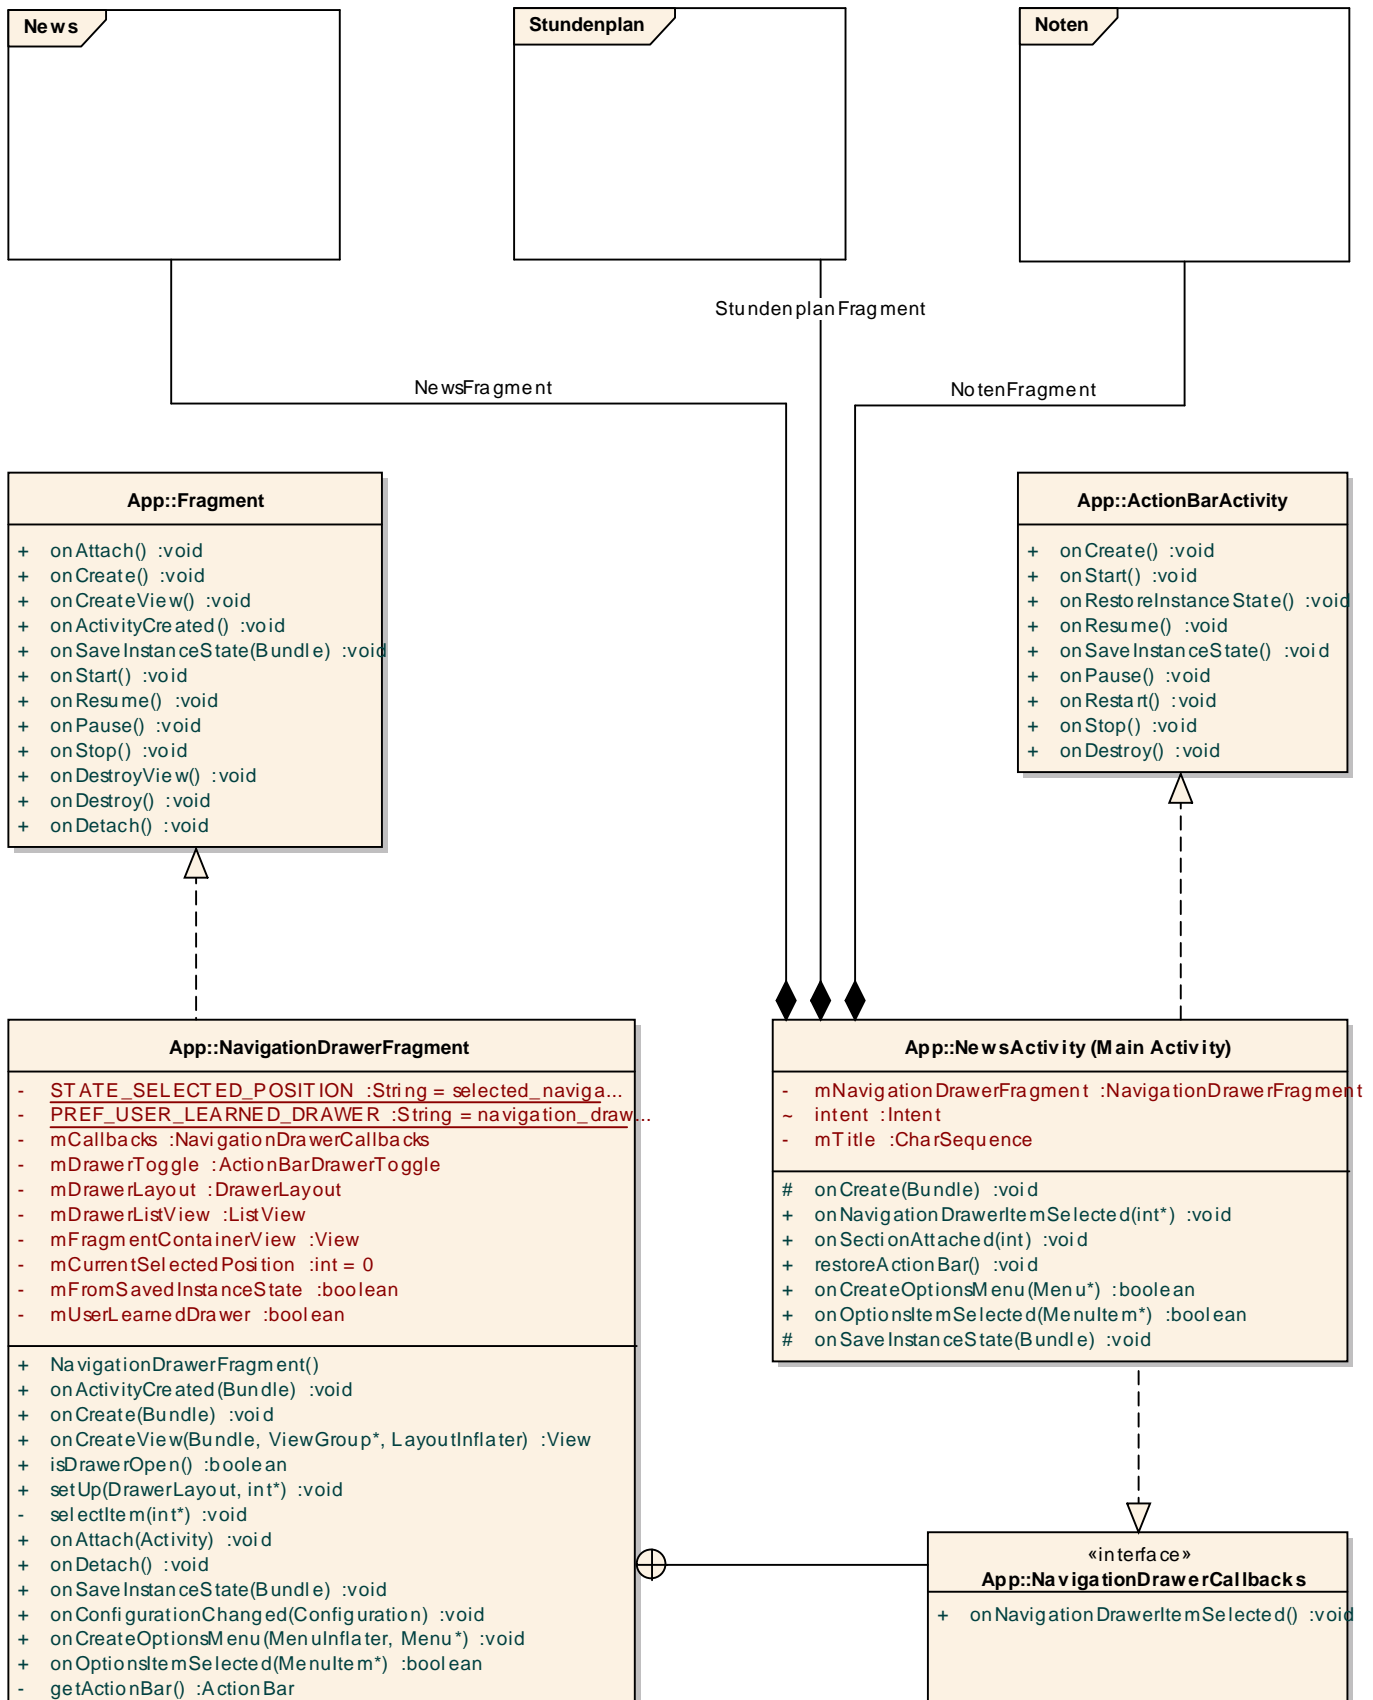 News
Stundenplan
Noten
StundenplanFragment
NewsFragment
NotenFragment
App::Fragment
+ onAttach() :void
+ onCreate() :void
+ onCreateView() :void
+ onActivityCreated() :void
+ onSaveInstanceState(Bundle) :void
+ onStart() :void
+ onResume() :void
+ onPause() :void
+ onStop() :void
+ onDestroyView() :void
+ onDestroy() :void
+ onDetach() :void
App::ActionBarActivity
+ onCreate() :void
+ onStart() :void
+ onRestoreInstanceState() :void
+ onResume() :void
+ onSaveInstanceState() :void
+ onPause() :void
+ onRestart() :void
+ onStop() :void
+ onDestroy() :void
App::NavigationDrawerFragment
- STATE_SELECTED_POSITION :String = selected_naviga...
- PREF_USER_LEARNED_DRAWER :String = navigation_draw...
- mCallbacks :NavigationDrawerCallbacks
- mDrawerToggle :ActionBarDrawerToggle
- mDrawerLayout :DrawerLayout
- mDrawerListView :ListView
- mFragmentContainerView :View
- mCurrentSelectedPosition :int = 0
- mFromSavedInstanceState :boolean
- mUserLearnedDrawer :boolean
+ NavigationDrawerFragment()
+ onActivityCreated(Bundle) :void
+ onCreate(Bundle) :void
+ onCreateView(Bundle, ViewGroup*, LayoutInflater) :View
+ isDrawerOpen() :boolean
+ setUp(DrawerLayout, int*) :void
- selectItem(int*) :void
+ onAttach(Activity) :void
+ onDetach() :void
+ onSaveInstanceState(Bundle) :void
+ onConfigurationChanged(Configuration) :void
+ onCreateOptionsMenu(MenuInflater, Menu*) :void
+ onOptionsItemSelected(MenuItem*) :boolean
- getActionBar() :ActionBar
App::NewsActivity (Main Activity)
- mNavigationDrawerFragment :NavigationDrawerFragment
~ intent :Intent
- mTitle :CharSequence
# onCreate(Bundle) :void
+ onNavigationDrawerItemSelected(int*) :void
+ onSectionAttached(int) :void
+ restoreActionBar() :void
+ onCreateOptionsMenu(Menu*) :boolean
+ onOptionsItemSelected(MenuItem*) :boolean
# onSaveInstanceState(Bundle) :void
«interface»
App::NavigationDrawerCallbacks
+ onNavigationDrawerItemSelected() :void